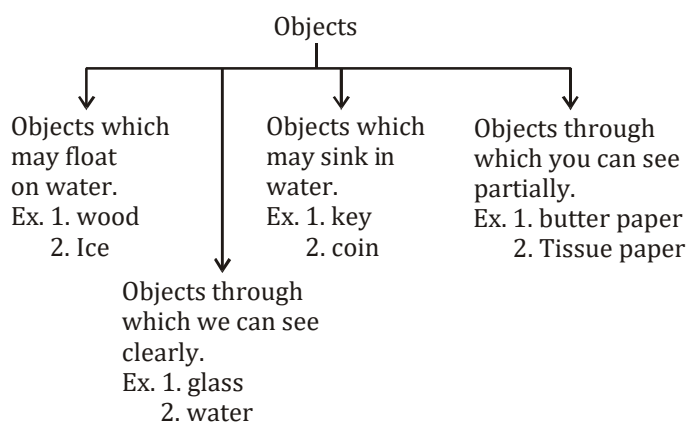 Objects
Objects which
may float
on water.
Ex. 1. wood
2. Ice
Objects through
which we can see
clearly.
Ex. 1. glass
2. water
Objects which
may sink in
water.
Ex. 1. key
2. coin
Objects through
which you can see
partially.
Ex. 1. butter paper
2. Tissue paper